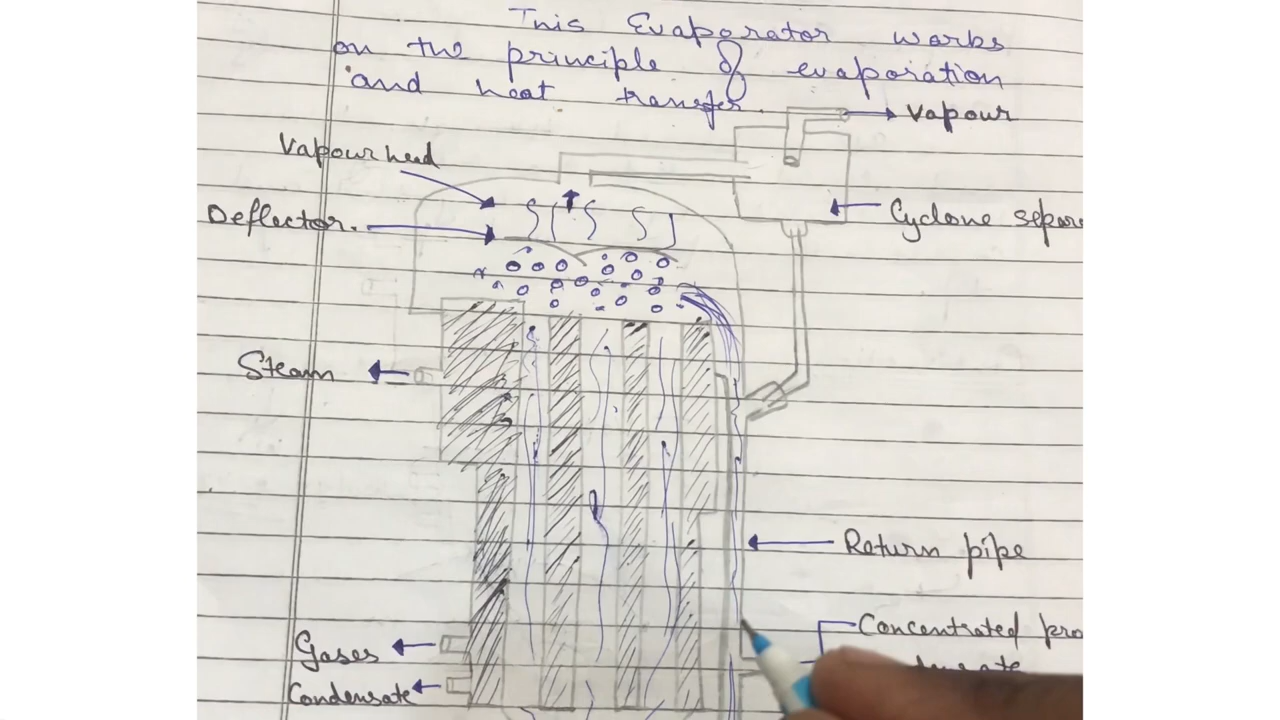 This Evaporator works
on the principle of evaporation
and heat transfer.
Vapour
Vapour head
Deflector.
Cyclone separ
Steam
Return pipe
Concentrated pro
Gases
Condensate